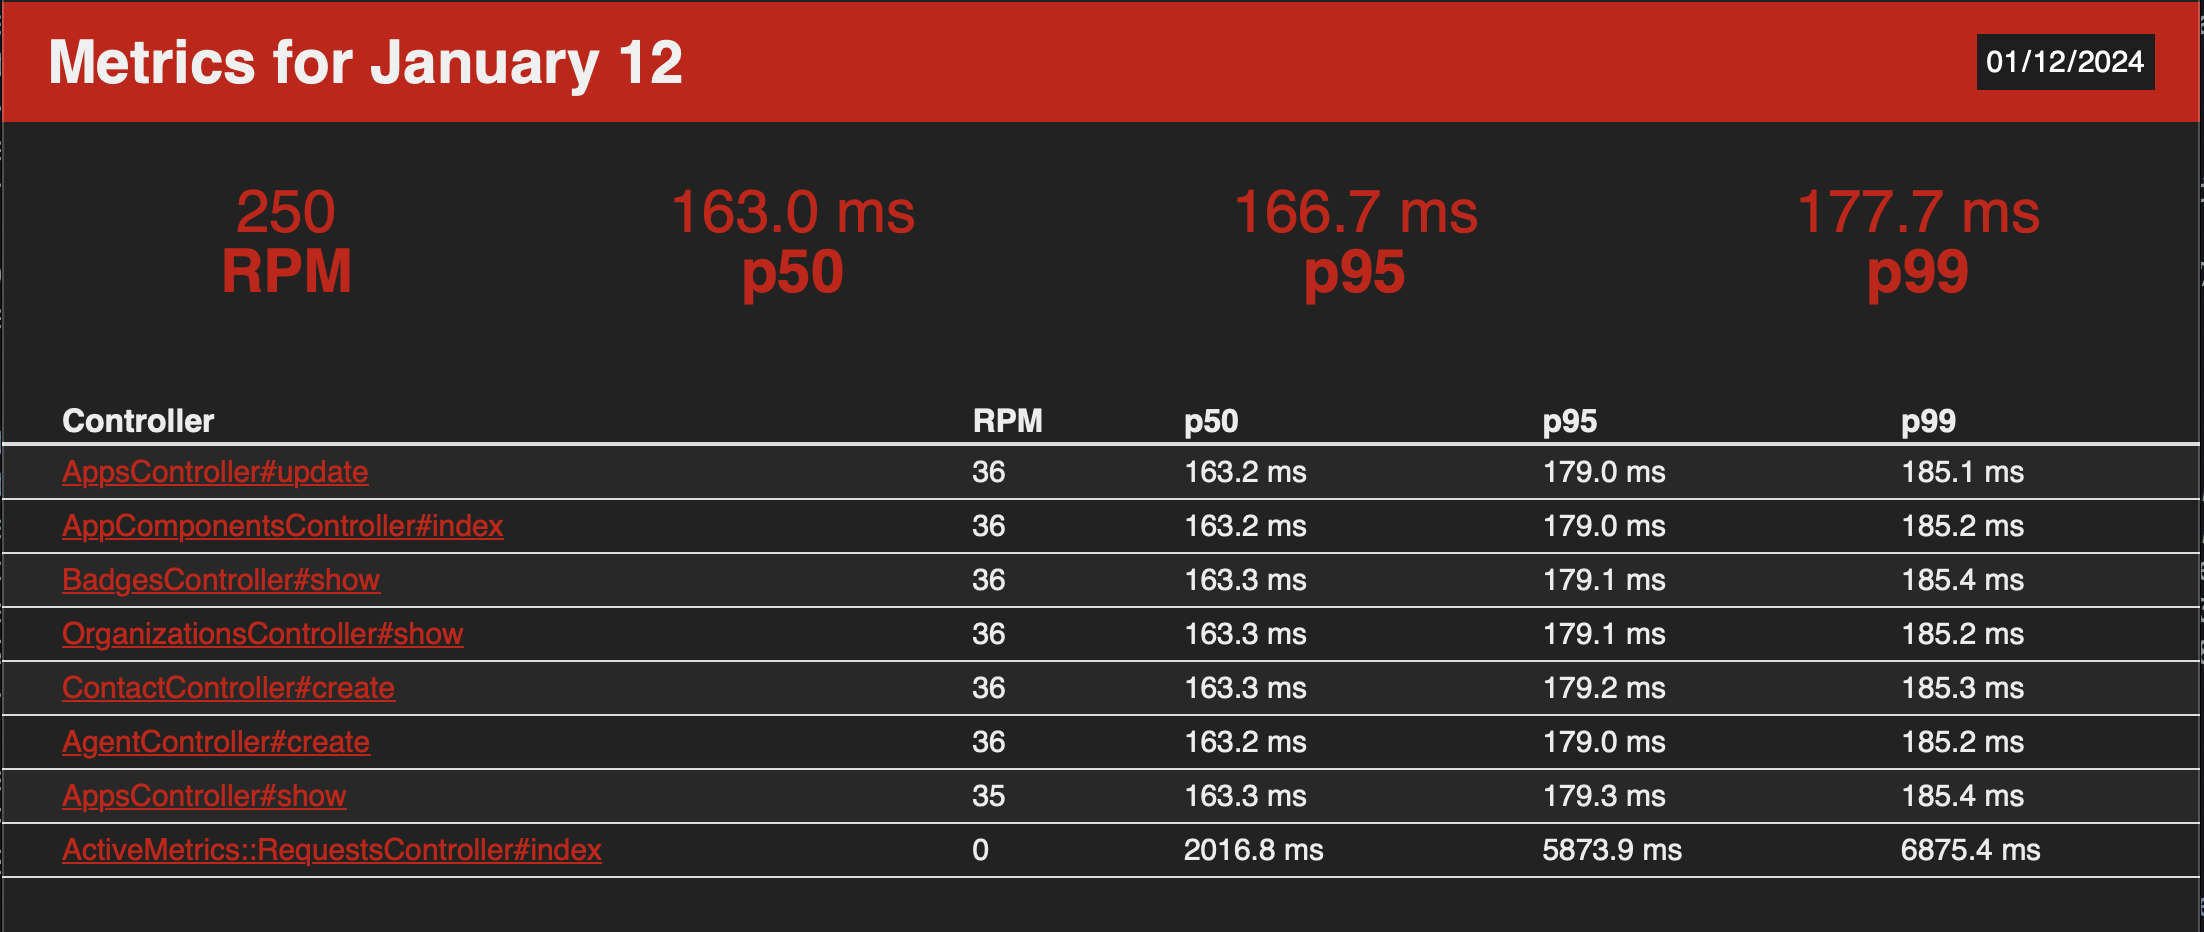 Metrics for January 12 01/12/2024
250 163.0 ms 166.7 ms 177.7 ms
RPM p50 p95 p99
Controller RPM p50 p95 p99
AppsController#update 36 163.2 ms 179.0 ms 185.1 ms
AppComponentsController#index 36 163.2 ms 179.0 ms 185.2 ms
BadgesController#show 36 163.3 ms 179.1 ms 185.4 ms
OrganizationsController#show 36 163.3 ms 179.1 ms 185.2 ms
ContactController#create 36 163.3 ms 179.2 ms 185.3 ms
AgentController#create 36 163.2 ms 179.0 ms 185.2 ms
AppsController#show 35 163.3 ms 179.3 ms 185.4 ms
ActiveMetrics::RequestsController#index 0 2016.8 ms 5873.9 ms 6875.4 ms